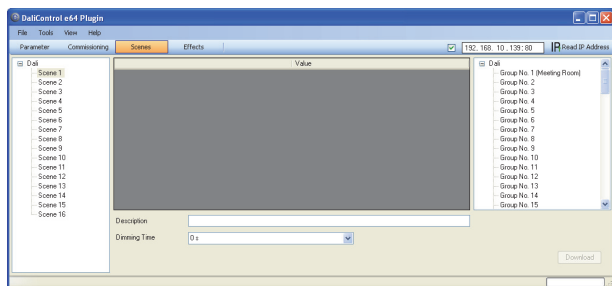 DaliControl e64 Plugin
File Tools View Help
Parameter Commissioning Scenes Effects 192. 168. 10 .139: 80 IP Read IP Address
Dali
Scene 1
Scene 2
Scene 3
Scene 4
Scene 5
Scene 6
Scene 7
Scene 8
Scene 9
Scene 10
Scene 11
Scene 12
Scene 13
Scene 14
Scene 15
Scene 16
Value
Description
Dimming Time 0 s
Dali
Group No. 1 (Meeting Room)
Group No. 2
Group No. 3
Group No. 4
Group No. 5
Group No. 6
Group No. 7
Group No. 8
Group No. 9
Group No. 10
Group No. 11
Group No. 12
Group No. 13
Group No. 14
Group No. 15
Download